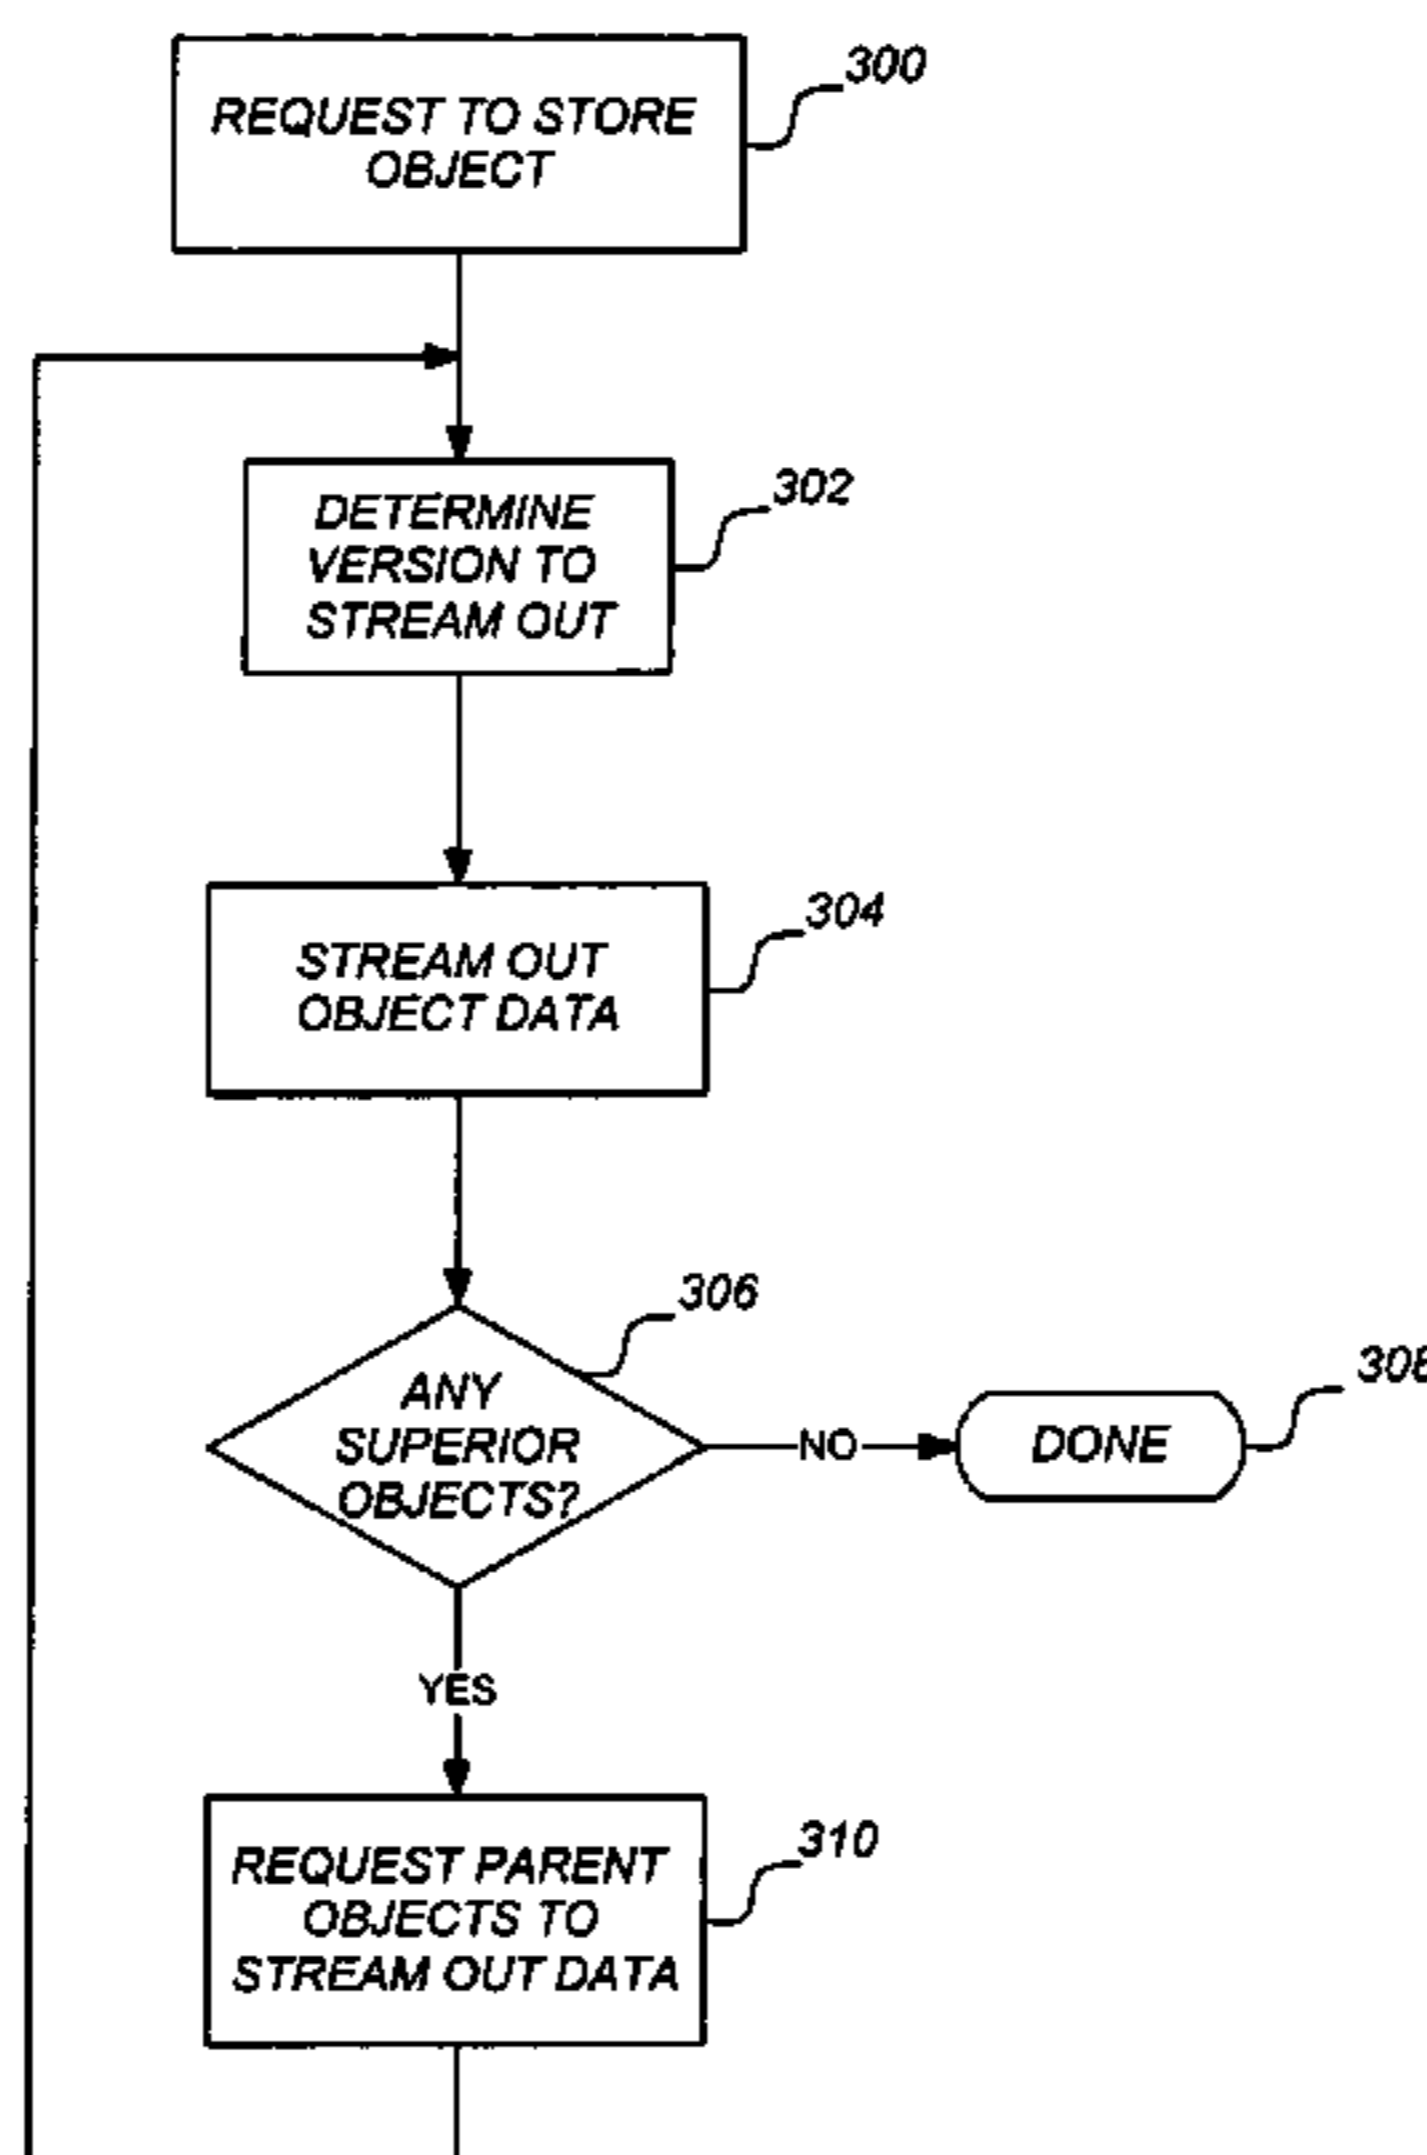 300
REQUEST TO STORE
OBJECT
302
DETERMINE
VERSION TO
STREAM OUT
304
STREAM OUT
OBJECT DATA
306
ANY
SUPERIOR
OBJECTS?
NO
DONE
308
YES
310
REQUEST PARENT
OBJECTS TO
STREAM OUT DATA